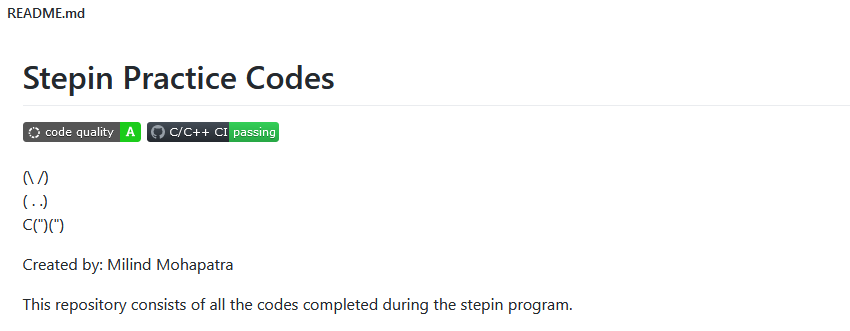 README.md
Stepin Practice Codes
code quality A C/C++ CI passing
(\ /)
( . .)
C(")(")
Created by: Milind Mohapatra
This repository consists of all the codes completed during the stepin program.